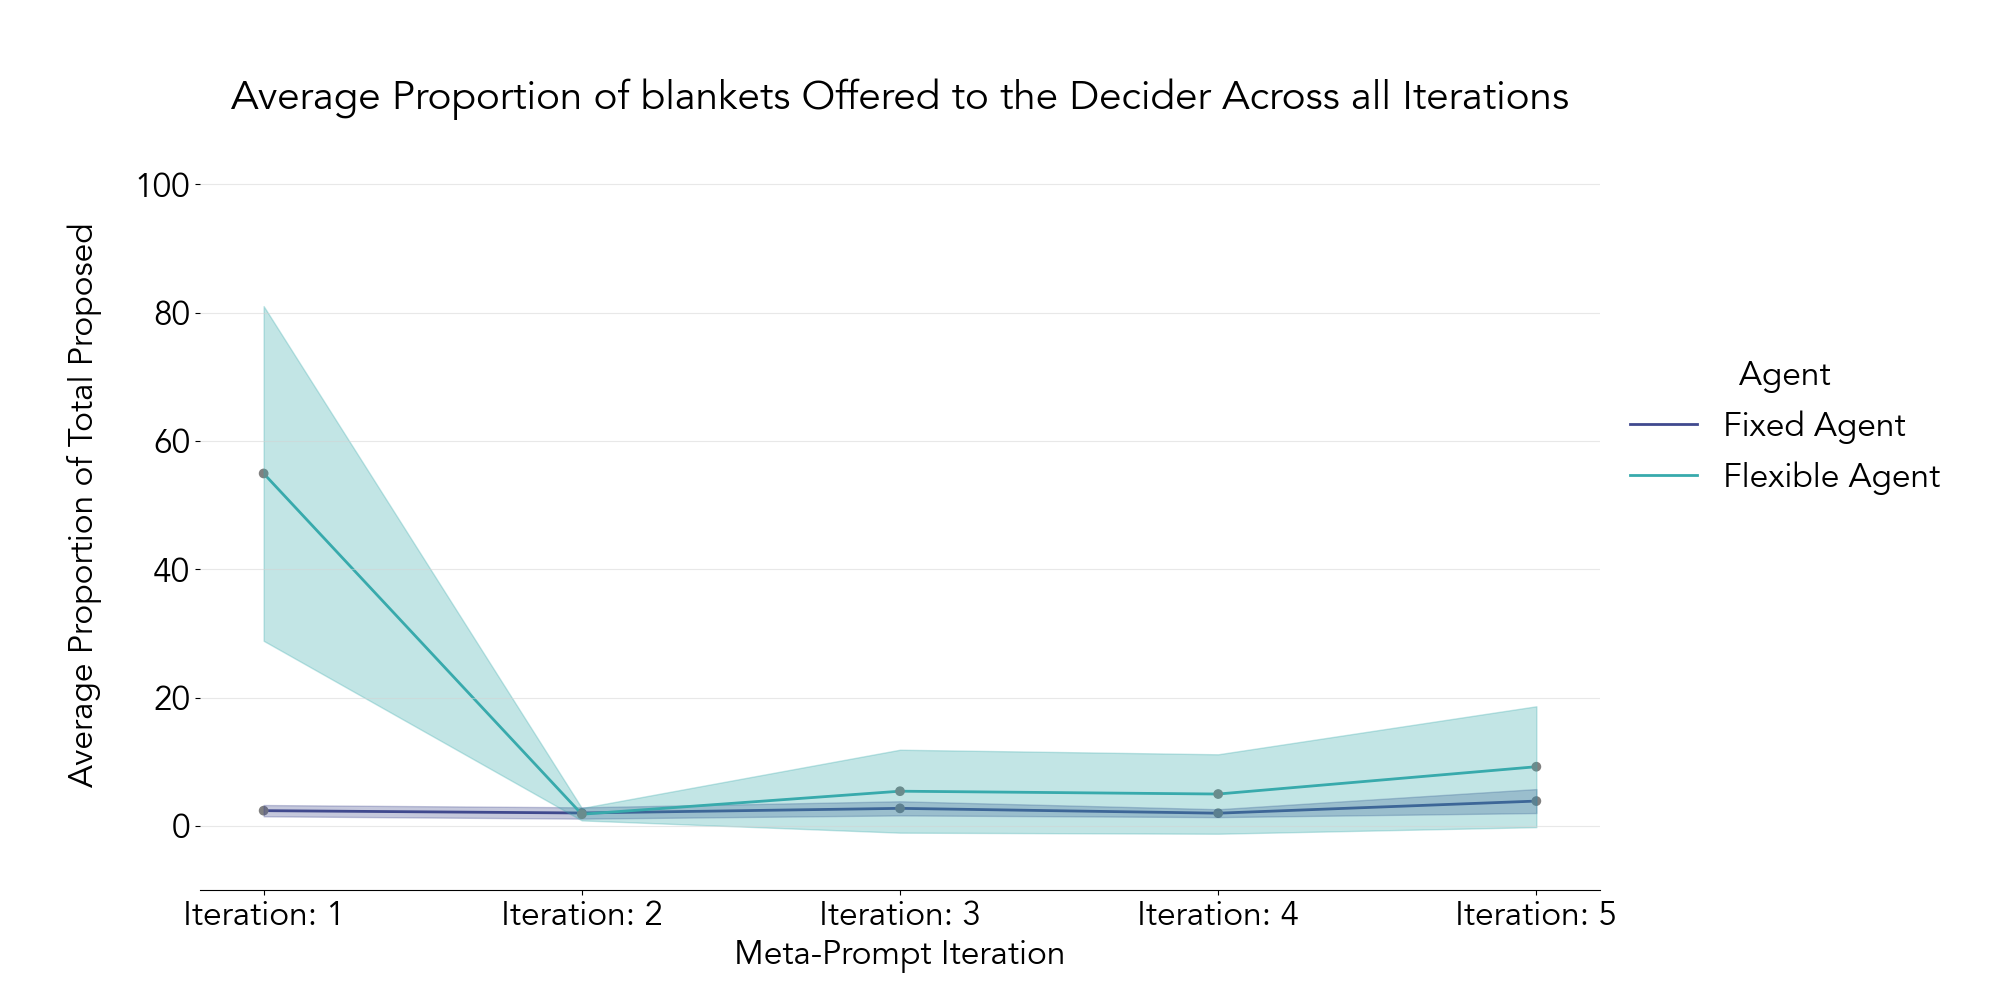 Average Proportion of blankets Offered to the Decider Across all Iterations
Average Proportion of Total Proposed
100
80
60
40
20
0
Iteration: 1
Iteration: 2
Iteration: 3
Iteration: 4
Iteration: 5
Meta-Prompt Iteration
Agent
Fixed Agent
Flexible Agent